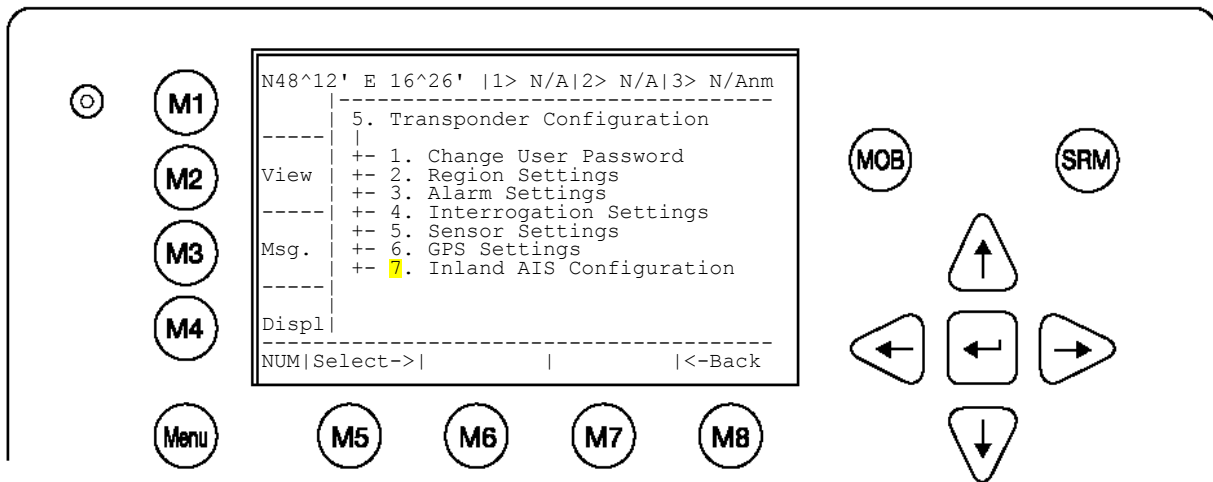 N48^12' E 16^26' |1> N/A|2> N/A|3> N/Anm
|-----------------------------------
| 5. Transponder Configuration
-----| |
| +- 1. Change User Password
View | +- 2. Region Settings
| +- 3. Alarm Settings
-----| +- 4. Interrogation Settings
| +- 5. Sensor Settings
Msg. | +- 6. GPS Settings
| +- 7. Inland AIS Configuration
-----|
Displ|
-----------------------------------------
NUM|Select->| | |<-Back
M1
M2
M3
M4
Menu
M5
M6
M7
M8
MOB
SRM